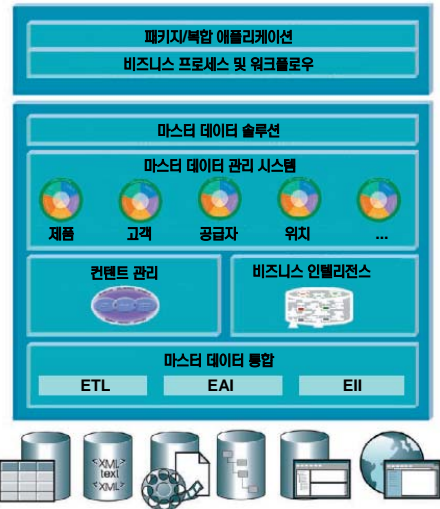 패키지/복합 애플리케이션
비즈니스 프로세스 및 워크플로우
마스터 데이터 솔루션
마스터 데이터 관리 시스템
제품 고객 공급자 위치 ...
컨텐트 관리 비즈니스 인텔리전스
마스터 데이터 통합
ETL EAI EII
<XML>
text
<XML>